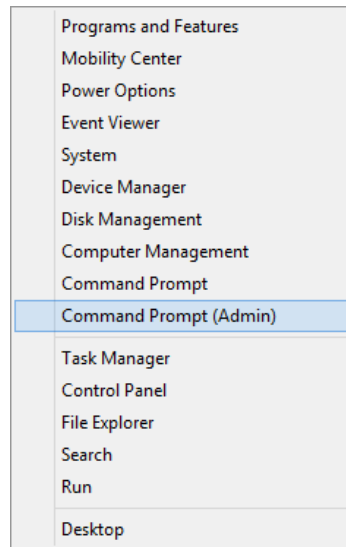 Programs and Features
Mobility Center
Power Options
Event Viewer
System
Device Manager
Disk Management
Computer Management
Command Prompt
Command Prompt (Admin)
Task Manager
Control Panel
File Explorer
Search
Run
Desktop